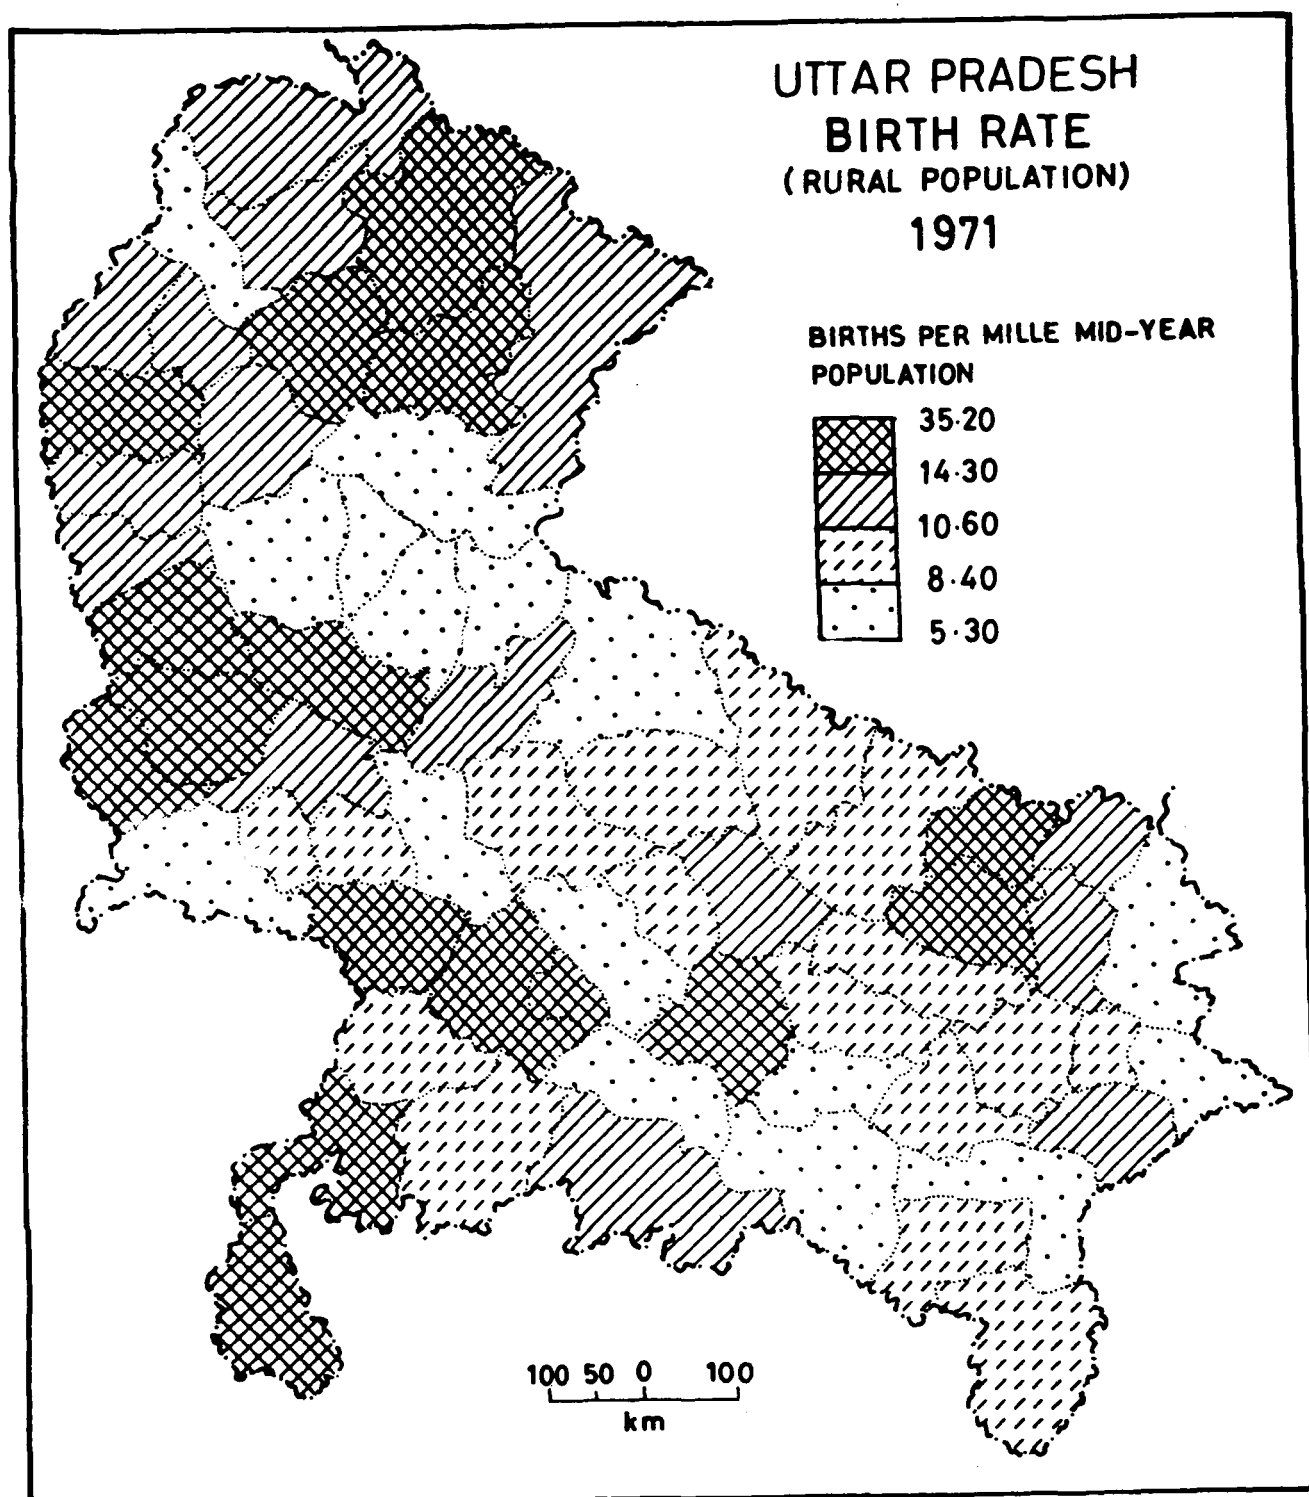 UTTAR PRADESH
BIRTH RATE
(RURAL POPULATION)
1971
BIRTHS PER MILLE MID-YEAR
POPULATION
35·20
14·30
10·60
8·40
5·30
100 50 0 100
km